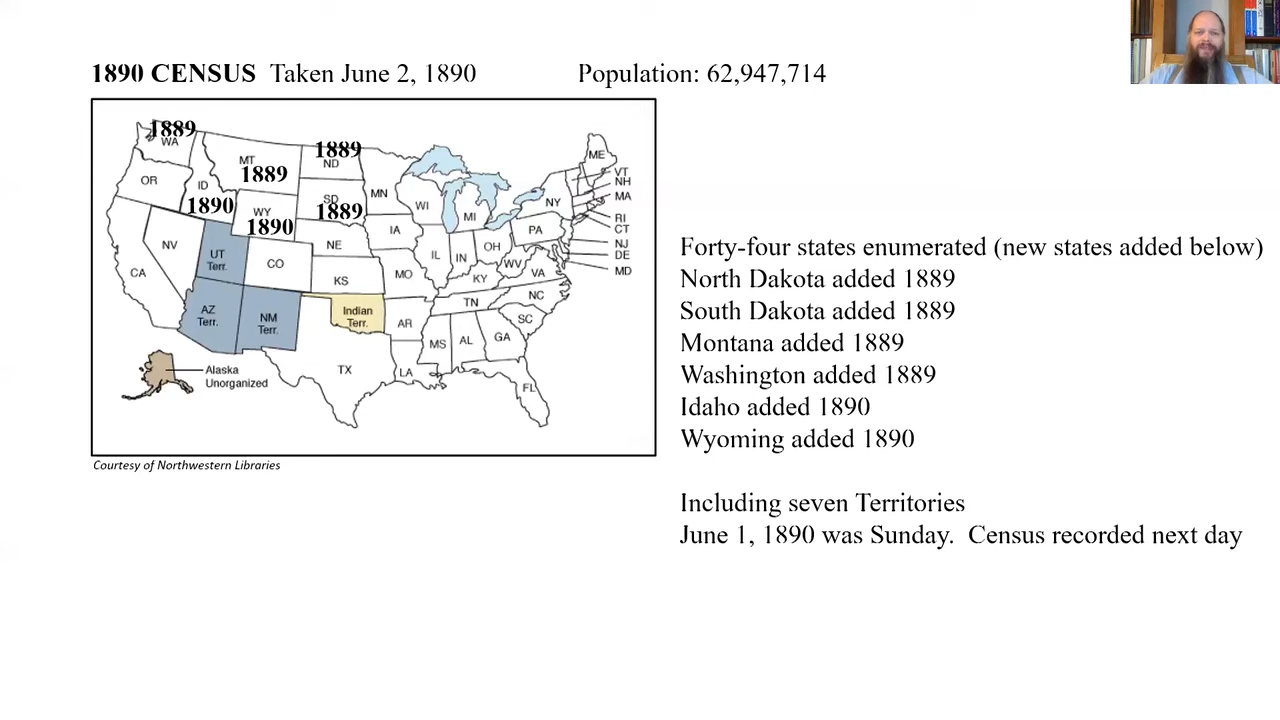 1890 CENSUS Taken June 2, 1890 Population: 62,947,714
1889
WA
1889
ND
MT
1889
ME
VT
NH
OR
ID
MN
MA
1890
SD
1889
WI
MI
NY
RI
CT
WY
1890
IA
PA
NJ
DE
MD
NV
UT
Terr.
CO
NE
IL
IN
OH
WV
VA
CA
KS
MO
KY
AZ
Terr.
NM
Terr.
Indian
Terr.
AR
TN
NC
SC
MS
AL
GA
TX
LA
FL
Alaska
Unorganized
Courtesy of Northwestern Libraries
Forty-four states enumerated (new states added below)
North Dakota added 1889
South Dakota added 1889
Montana added 1889
Washington added 1889
Idaho added 1890
Wyoming added 1890
Including seven Territories
June 1, 1890 was Sunday. Census recorded next day